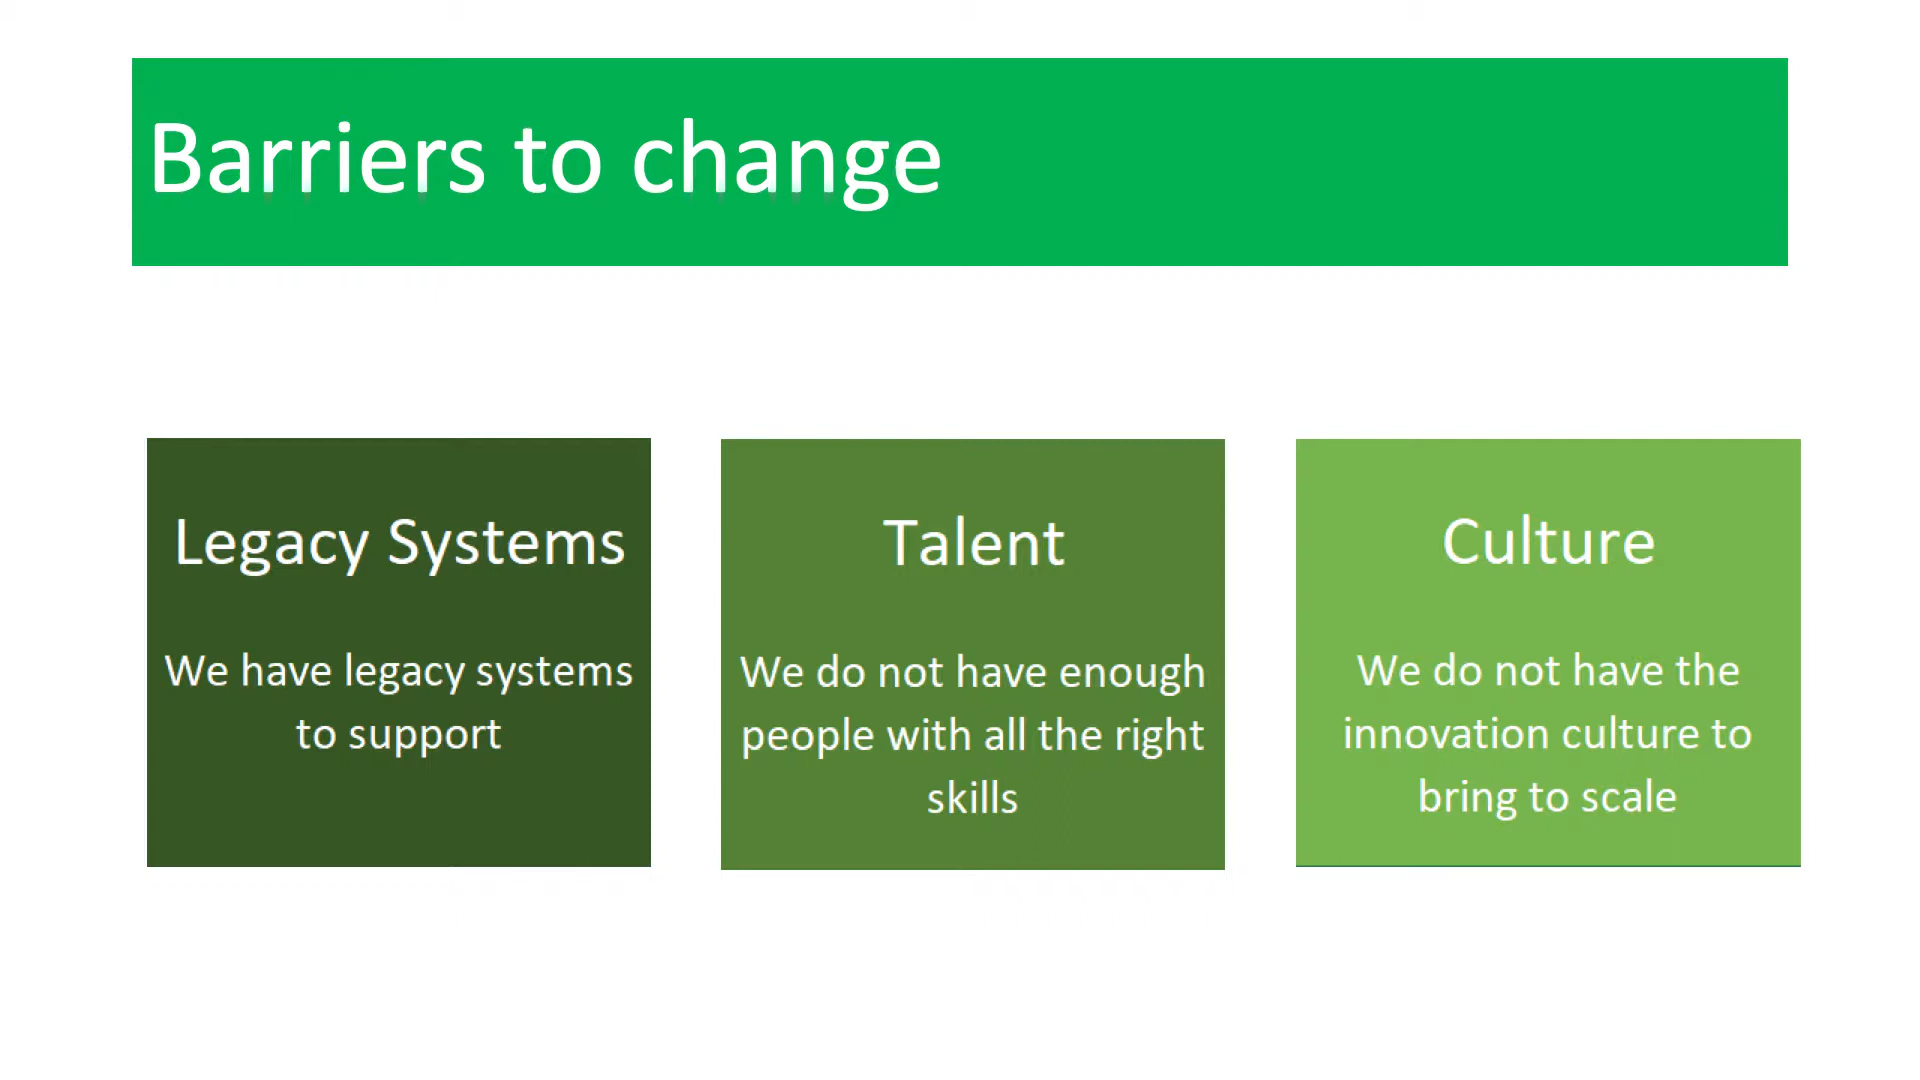 Barriers to change
Legacy Systems
We have legacy systems
to support
Talent
We do not have enough
people with all the right
skills
Culture
We do not have the
innovation culture to
bring to scale